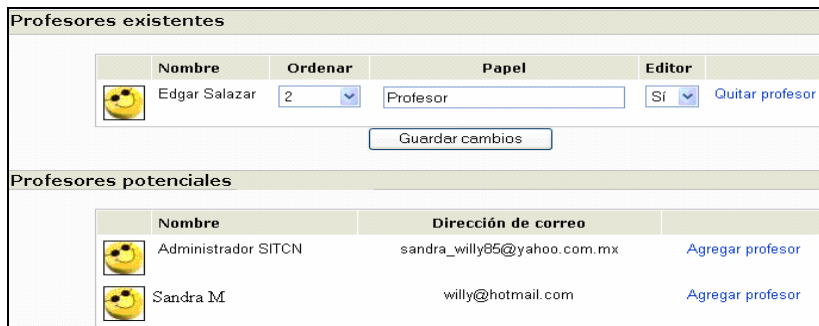 Profesores existentes
Nombre Ordenar Papel Editor
Edgar Salazar 2 Profesor Sí Quitar profesor
Guardar cambios
Profesores potenciales
Nombre Dirección de correo
Administrador SITCN sandra_willy85@yahoo.com.mx Agregar profesor
Sandra M willy@hotmail.com Agregar profesor